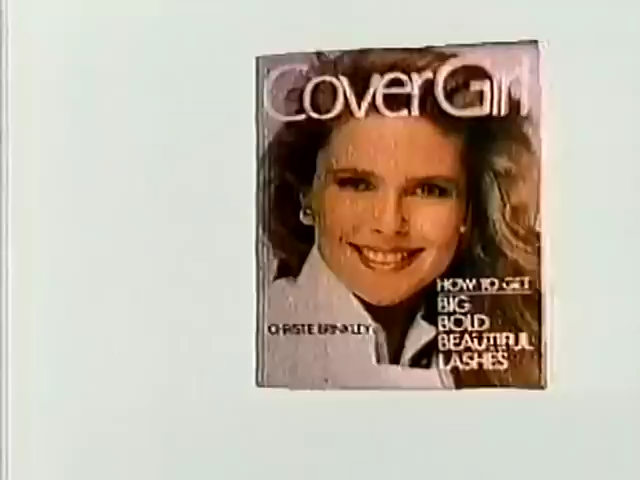 CoverGirl
HOW TO GET
BIG
BOLD
CHRISTIE BRINKLEY
BEAUTIFUL
LASHES